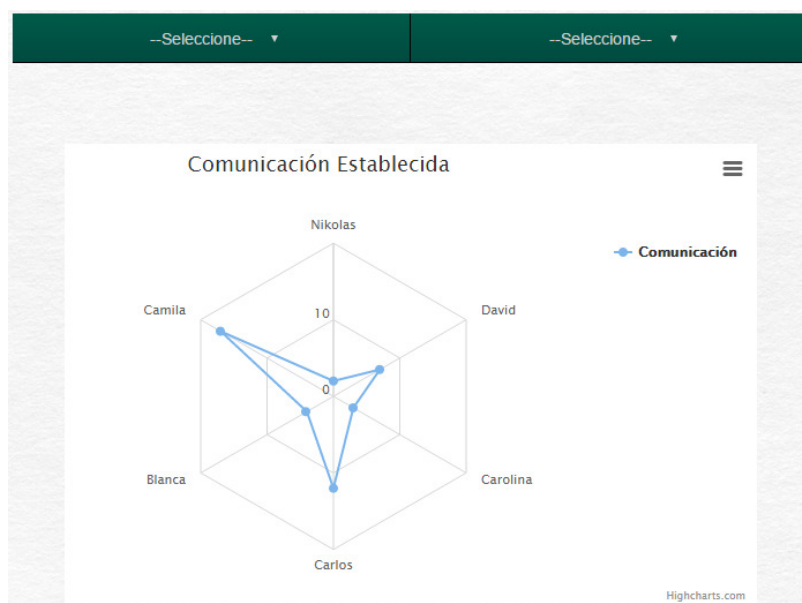 --Seleccione-- ▼
--Seleccione-- ▼
Comunicación Establecida
Nikolas
Comunicación
Camila
David
10
0
Blanca
Carolina
Carlos
Highcharts.com